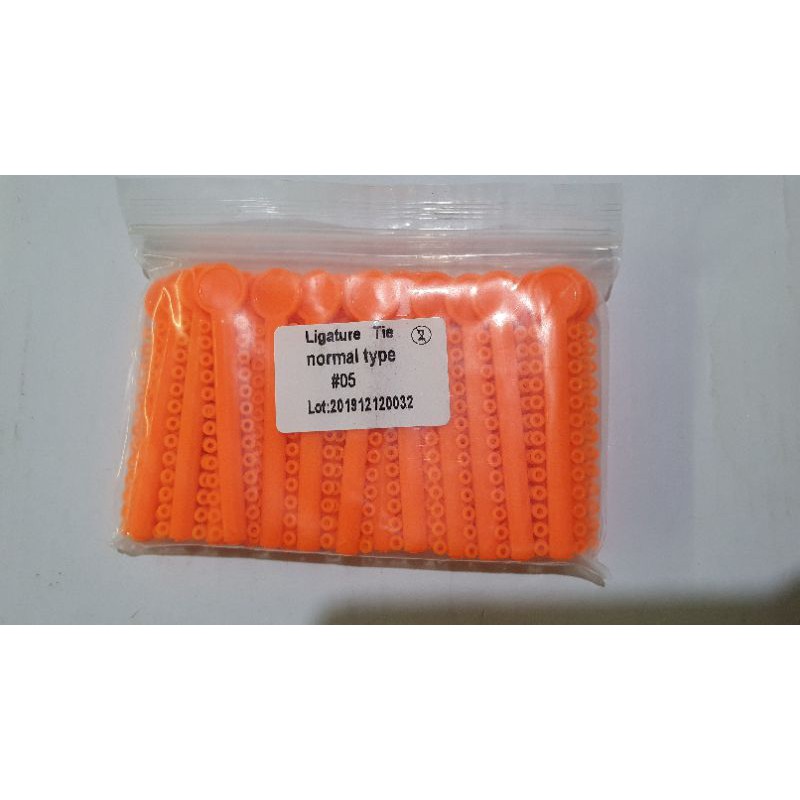 Ligature Tie
normal type
#05
Lot:201912120032